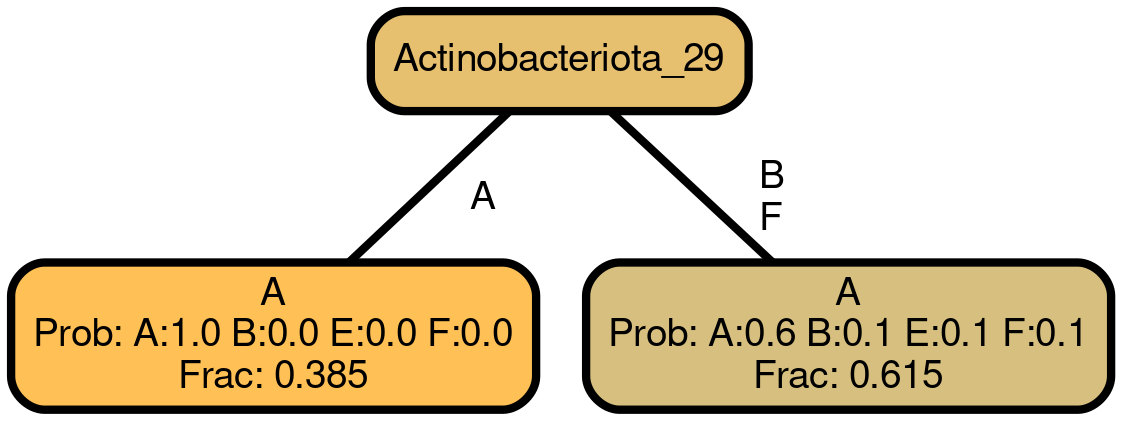 Actinobacteriota_29
A
B
F
A
Prob: A:1.0 B:0.0 E:0.0 F:0.0
Frac: 0.385
A
Prob: A:0.6 B:0.1 E:0.1 F:0.1
Frac: 0.615